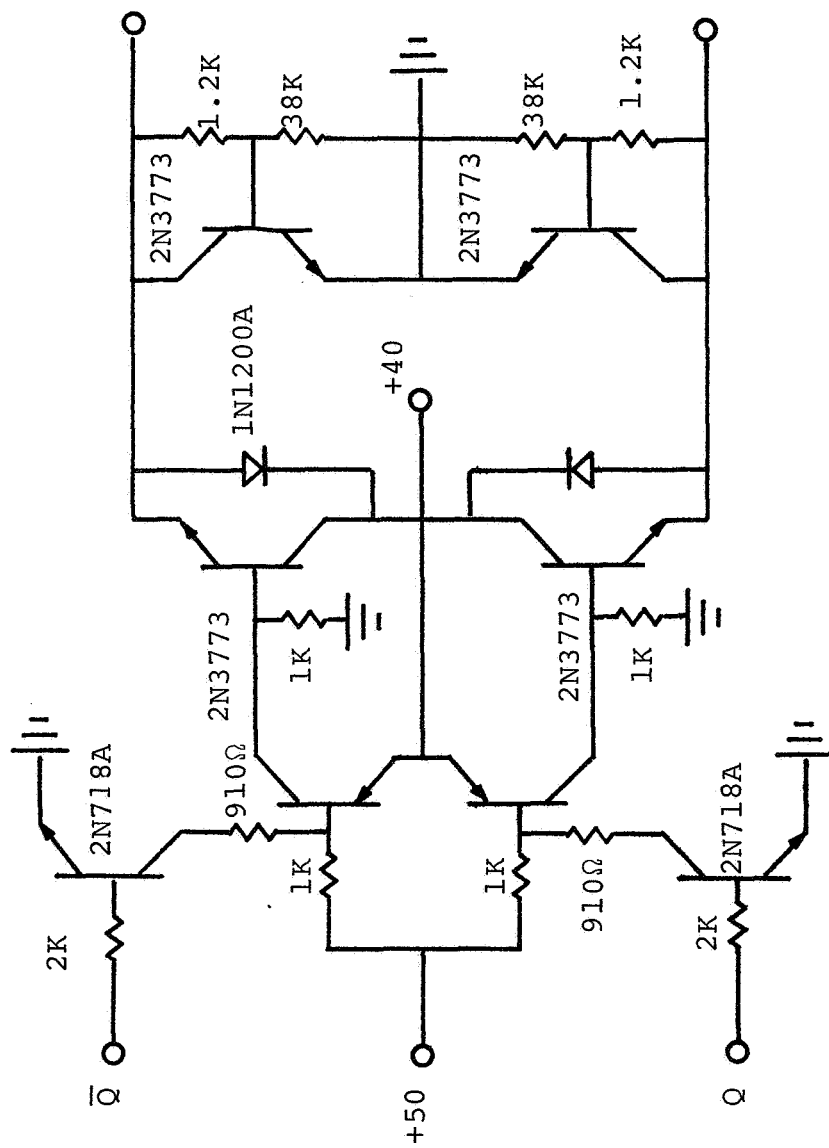 1.2K
38K
2N3773
38K
1.2K
2N3773
1N1200A
+40
2N3773
1K
2N3773
1K
2N718A
910Ω
1K
1K
910Ω
2N718A
2K
2K
Q̅
+50
Q